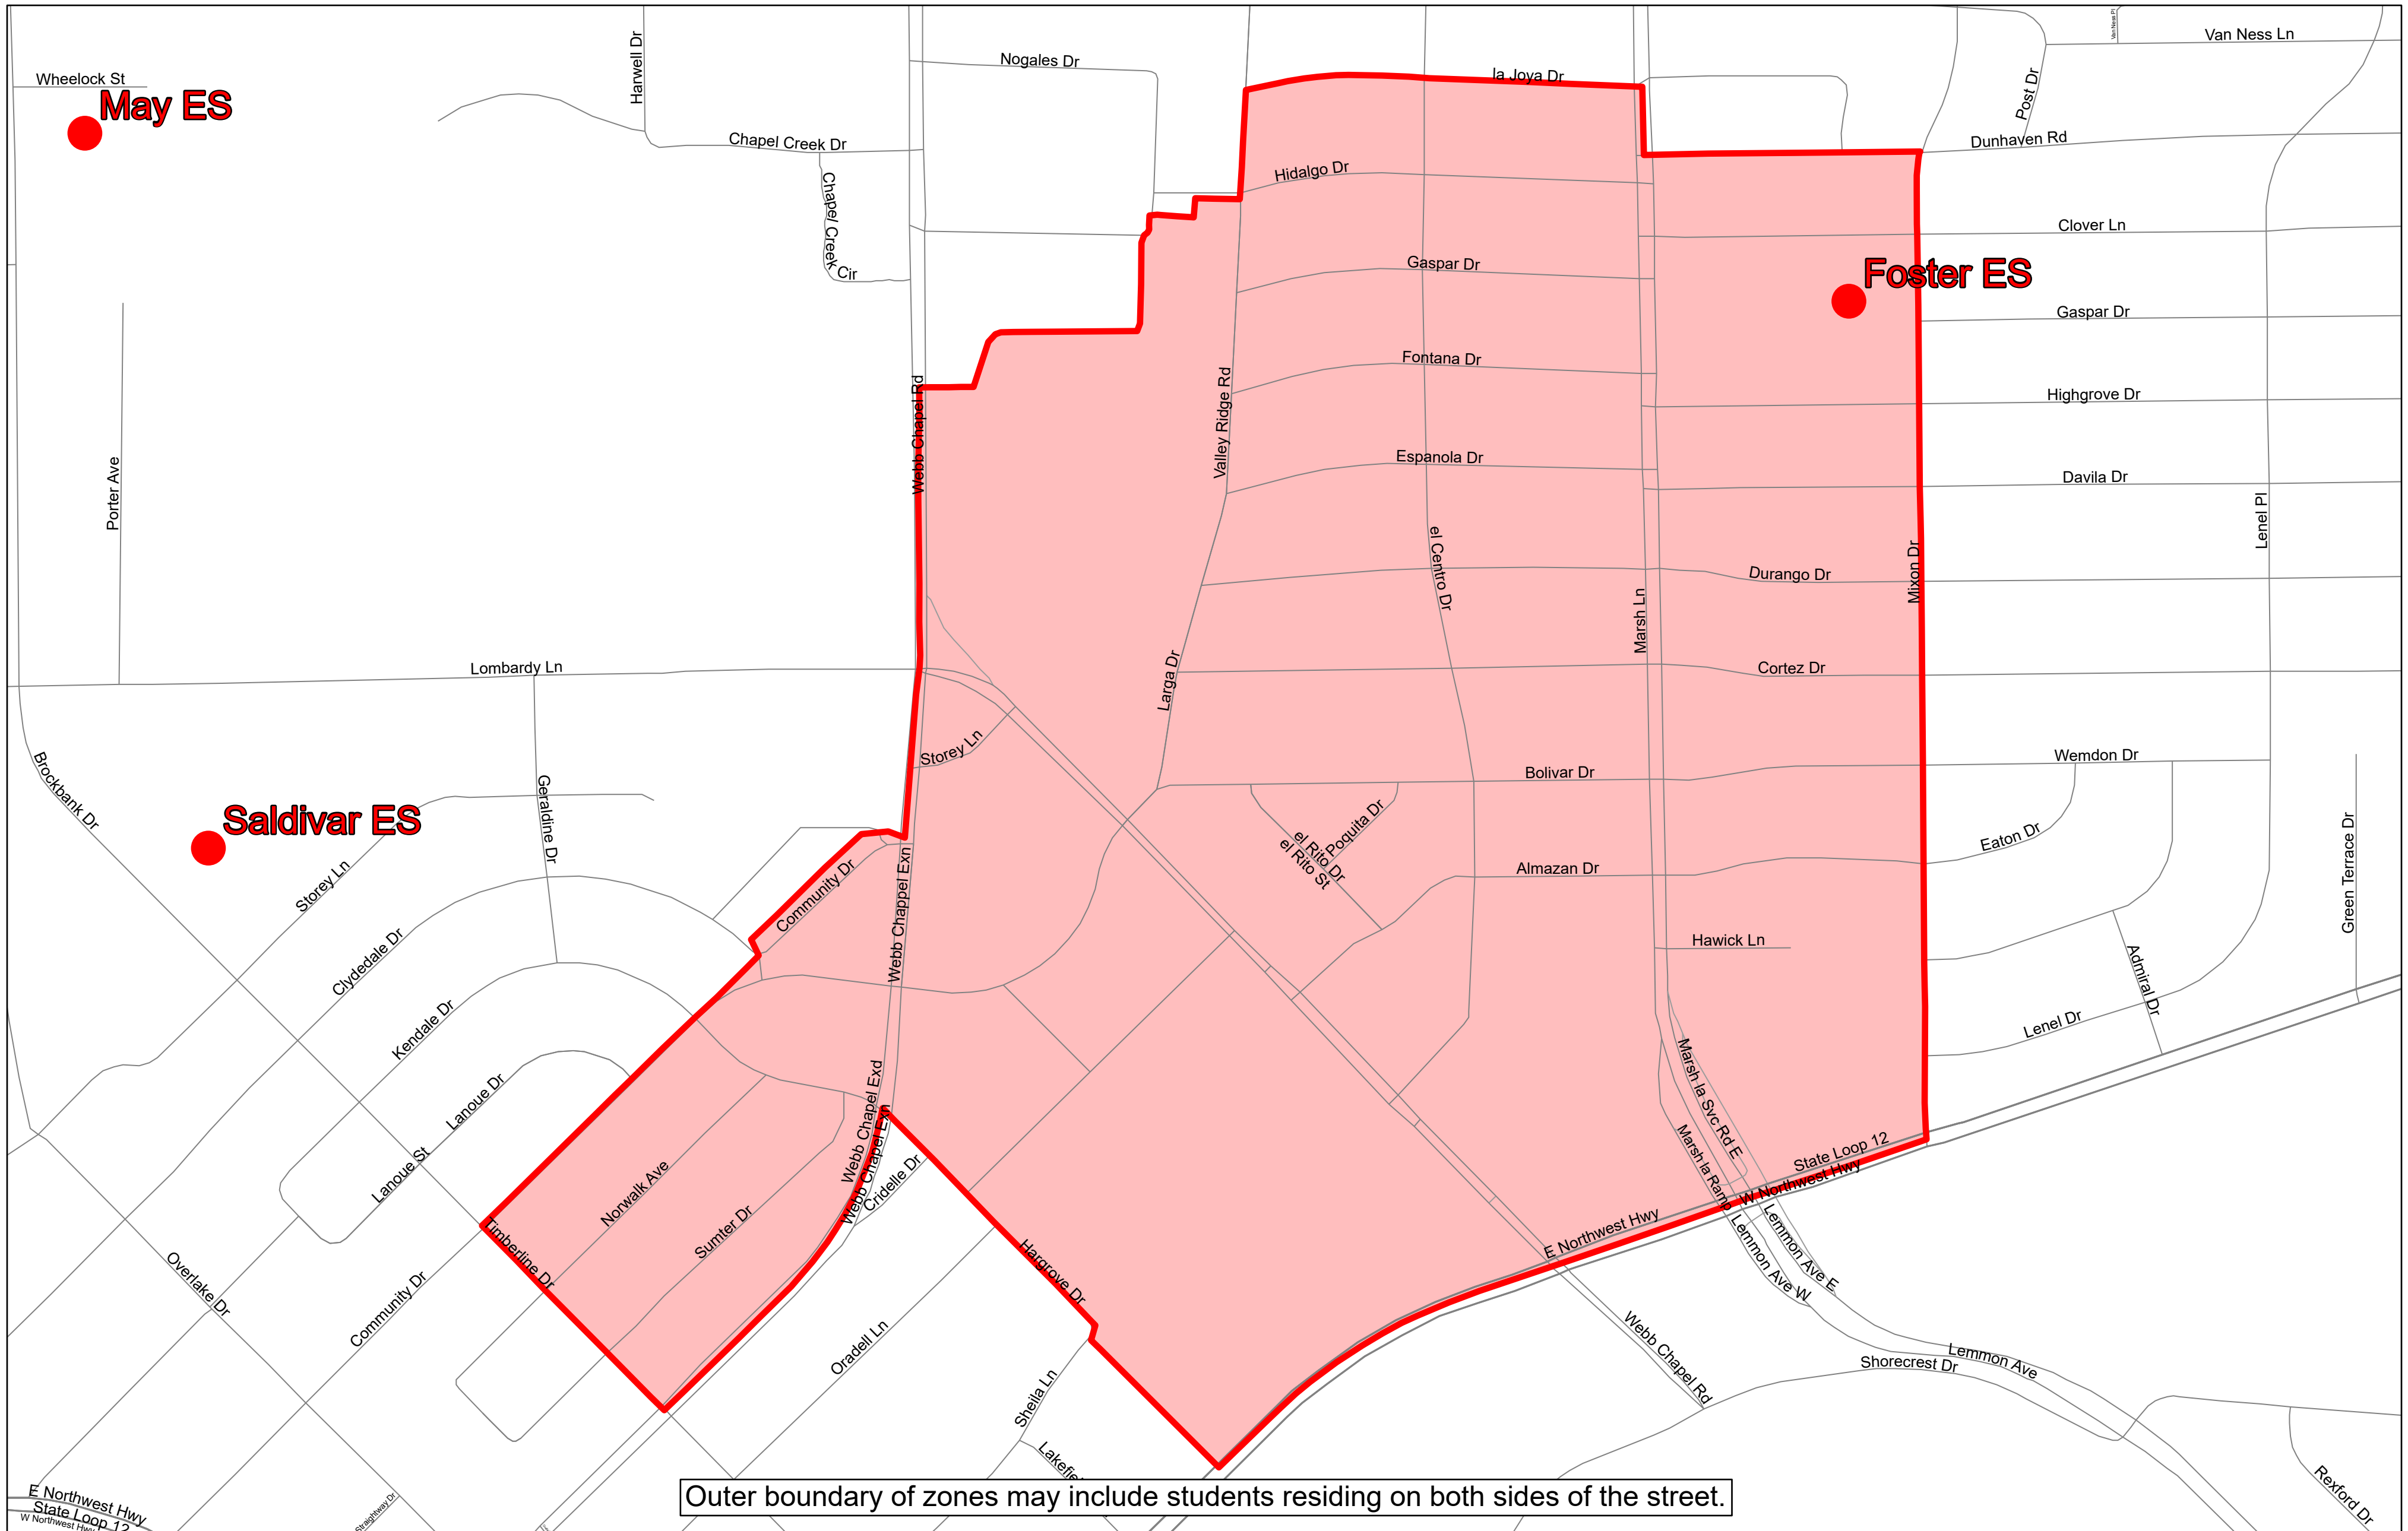 Van Ness Pl
Van Ness Ln
Harwell Dr
Nogales Dr
la Joya Dr
Wheelock St
May ES
Post Dr
Chapel Creek Dr
Dunhaven Rd
Hidalgo Dr
Chapel Creek
Cir
Clover Ln
Gaspar Dr
Foster ES
Gaspar Dr
Fontana Dr
Webb Chapel Rd
Valley Ridge Rd
Highgrove Dr
Porter Ave
Espanola Dr
Davila Dr
Lenel Pl
el Centro Dr
Mixon Dr
Durango Dr
Marsh Ln
Lombardy Ln
Larga Dr
Cortez Dr
Storey Ln
Brockbank Dr
Wemdon Dr
Bolivar Dr
Geraldine Dr
Saldivar ES
Poquita Dr
el Rito Dr
el Rito St
Eaton Dr
Green Terrace Dr
Storey Ln
Community Dr
Webb Chappel Exn
Almazan Dr
Hawick Ln
Clydedale Dr
Admiral Dr
Kendale Dr
Lenel Dr
Lanoue Dr
Webb Chapel Exd
Webb Chapel Exn
Marsh la Svc Rd E
Marsh la Ramp
State Loop 12
W Northwest Hwy
Lanoue St
Norwalk Ave
Cridelle Dr
Sumter Dr
Timberline Dr
E Northwest Hwy
Lemmon Ave W
Lemmon Ave E
Hargrove Dr
Overlake Dr
Community Dr
Oradell Ln
Webb Chapel Rd
Lemmon Ave
Shorecrest Dr
Sheila Ln
Rexford Dr
E Northwest Hwy
State Loop 12
W Northwest Hwy
Straightway Dr
Outer boundary of zones may include students residing on both sides of the street.